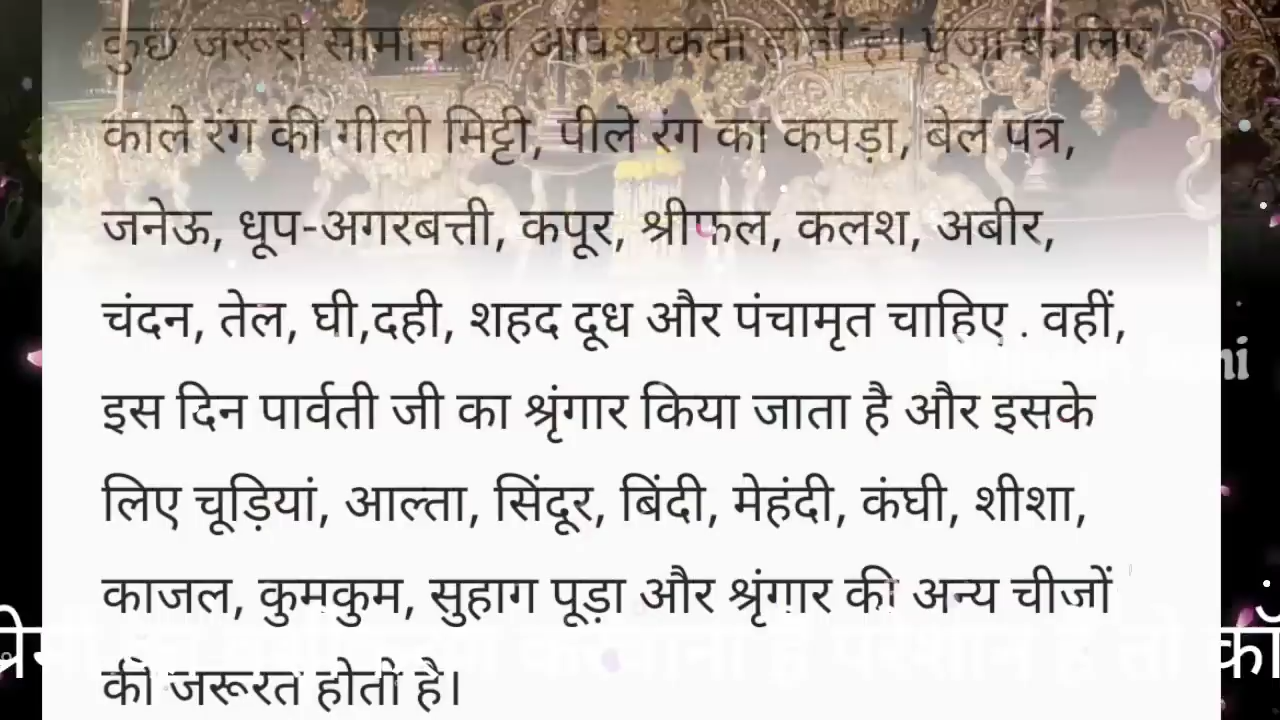 कुछ जरूरी सामान की आवश्यकता होती है। पूजा के लिए
काले रंग की गीली मिट्टी, पीले रंग का कपड़ा, बेल पत्र,
जनेऊ, धूप-अगरबत्ती, कपूर, श्रीफल, कलश, अबीर,
चंदन, तेल, घी,दही, शहद दूध और पंचामृत चाहिए . वहीं,
इस दिन पार्वती जी का श्रृंगार किया जाता है और इसके
लिए चूड़ियां, आल्ता, सिंदूर, बिंदी, मेहंदी, कंघी, शीशा,
काजल, कुमकुम, सुहाग पूड़ा और श्रृंगार की अन्य चीजों
की जरूरत होती है।